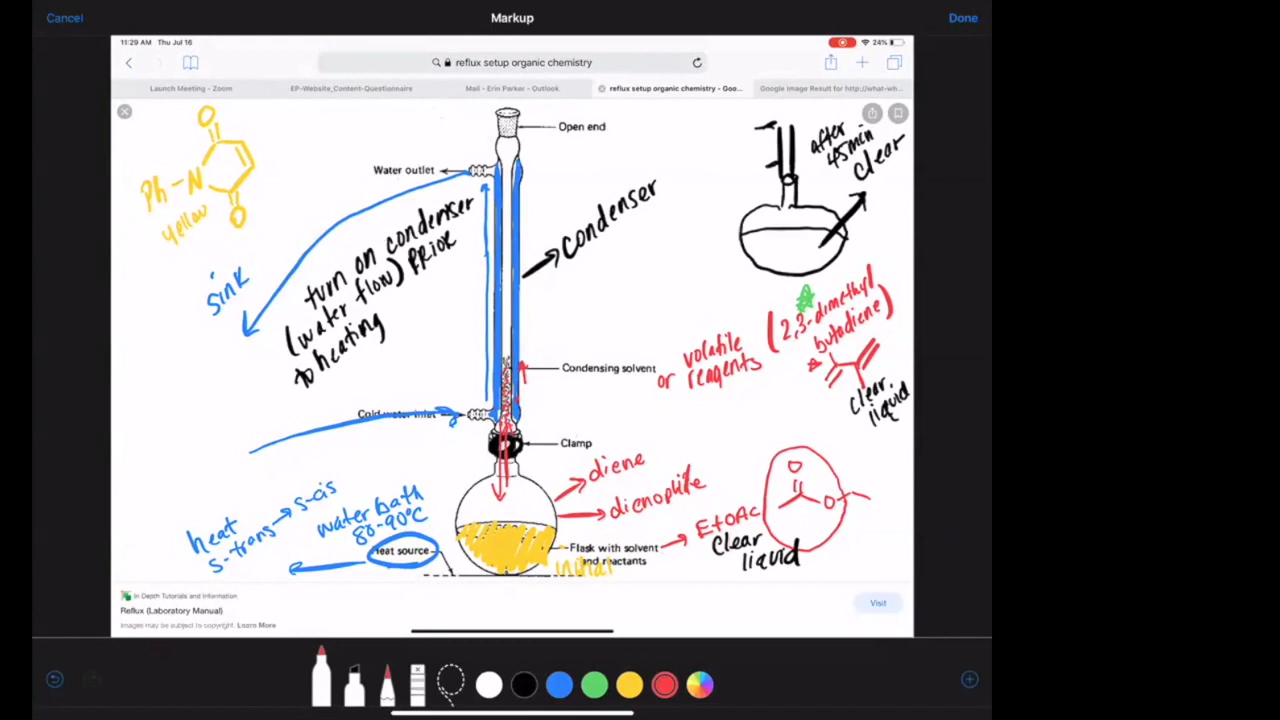 Cancel
Markup
Done
11:29 AM Thu Jul 16
24%
reflux setup organic chemistry
Launch Meeting - Zoom
EP-Website_Content-Questionnaire
Mail - Erin Parker - Outlook
reflux setup organic chemistry - Goo...
Google Image Result for http://what-wh...
O
Ph-N
O
yellow
Open end
Water outlet
sink
turn on condenser
(water flow) PRIOR
to heating
condenser
after
45min
clear
Condensing solvent
or volatile
reagents
(2,3-dimethyl
butadiene)
clear
liquid
Cold water inlet
Clamp
diene
dienophile
heat
s-trans
s-cis
water bath
80-90°C
Heat source
Flask with solvent
and reactants
initial
EtOAc
clear
liquid
O
O
In Depth Tutorials and Information
Reflux (Laboratory Manual)
Images may be subject to copyright. Learn More
Visit